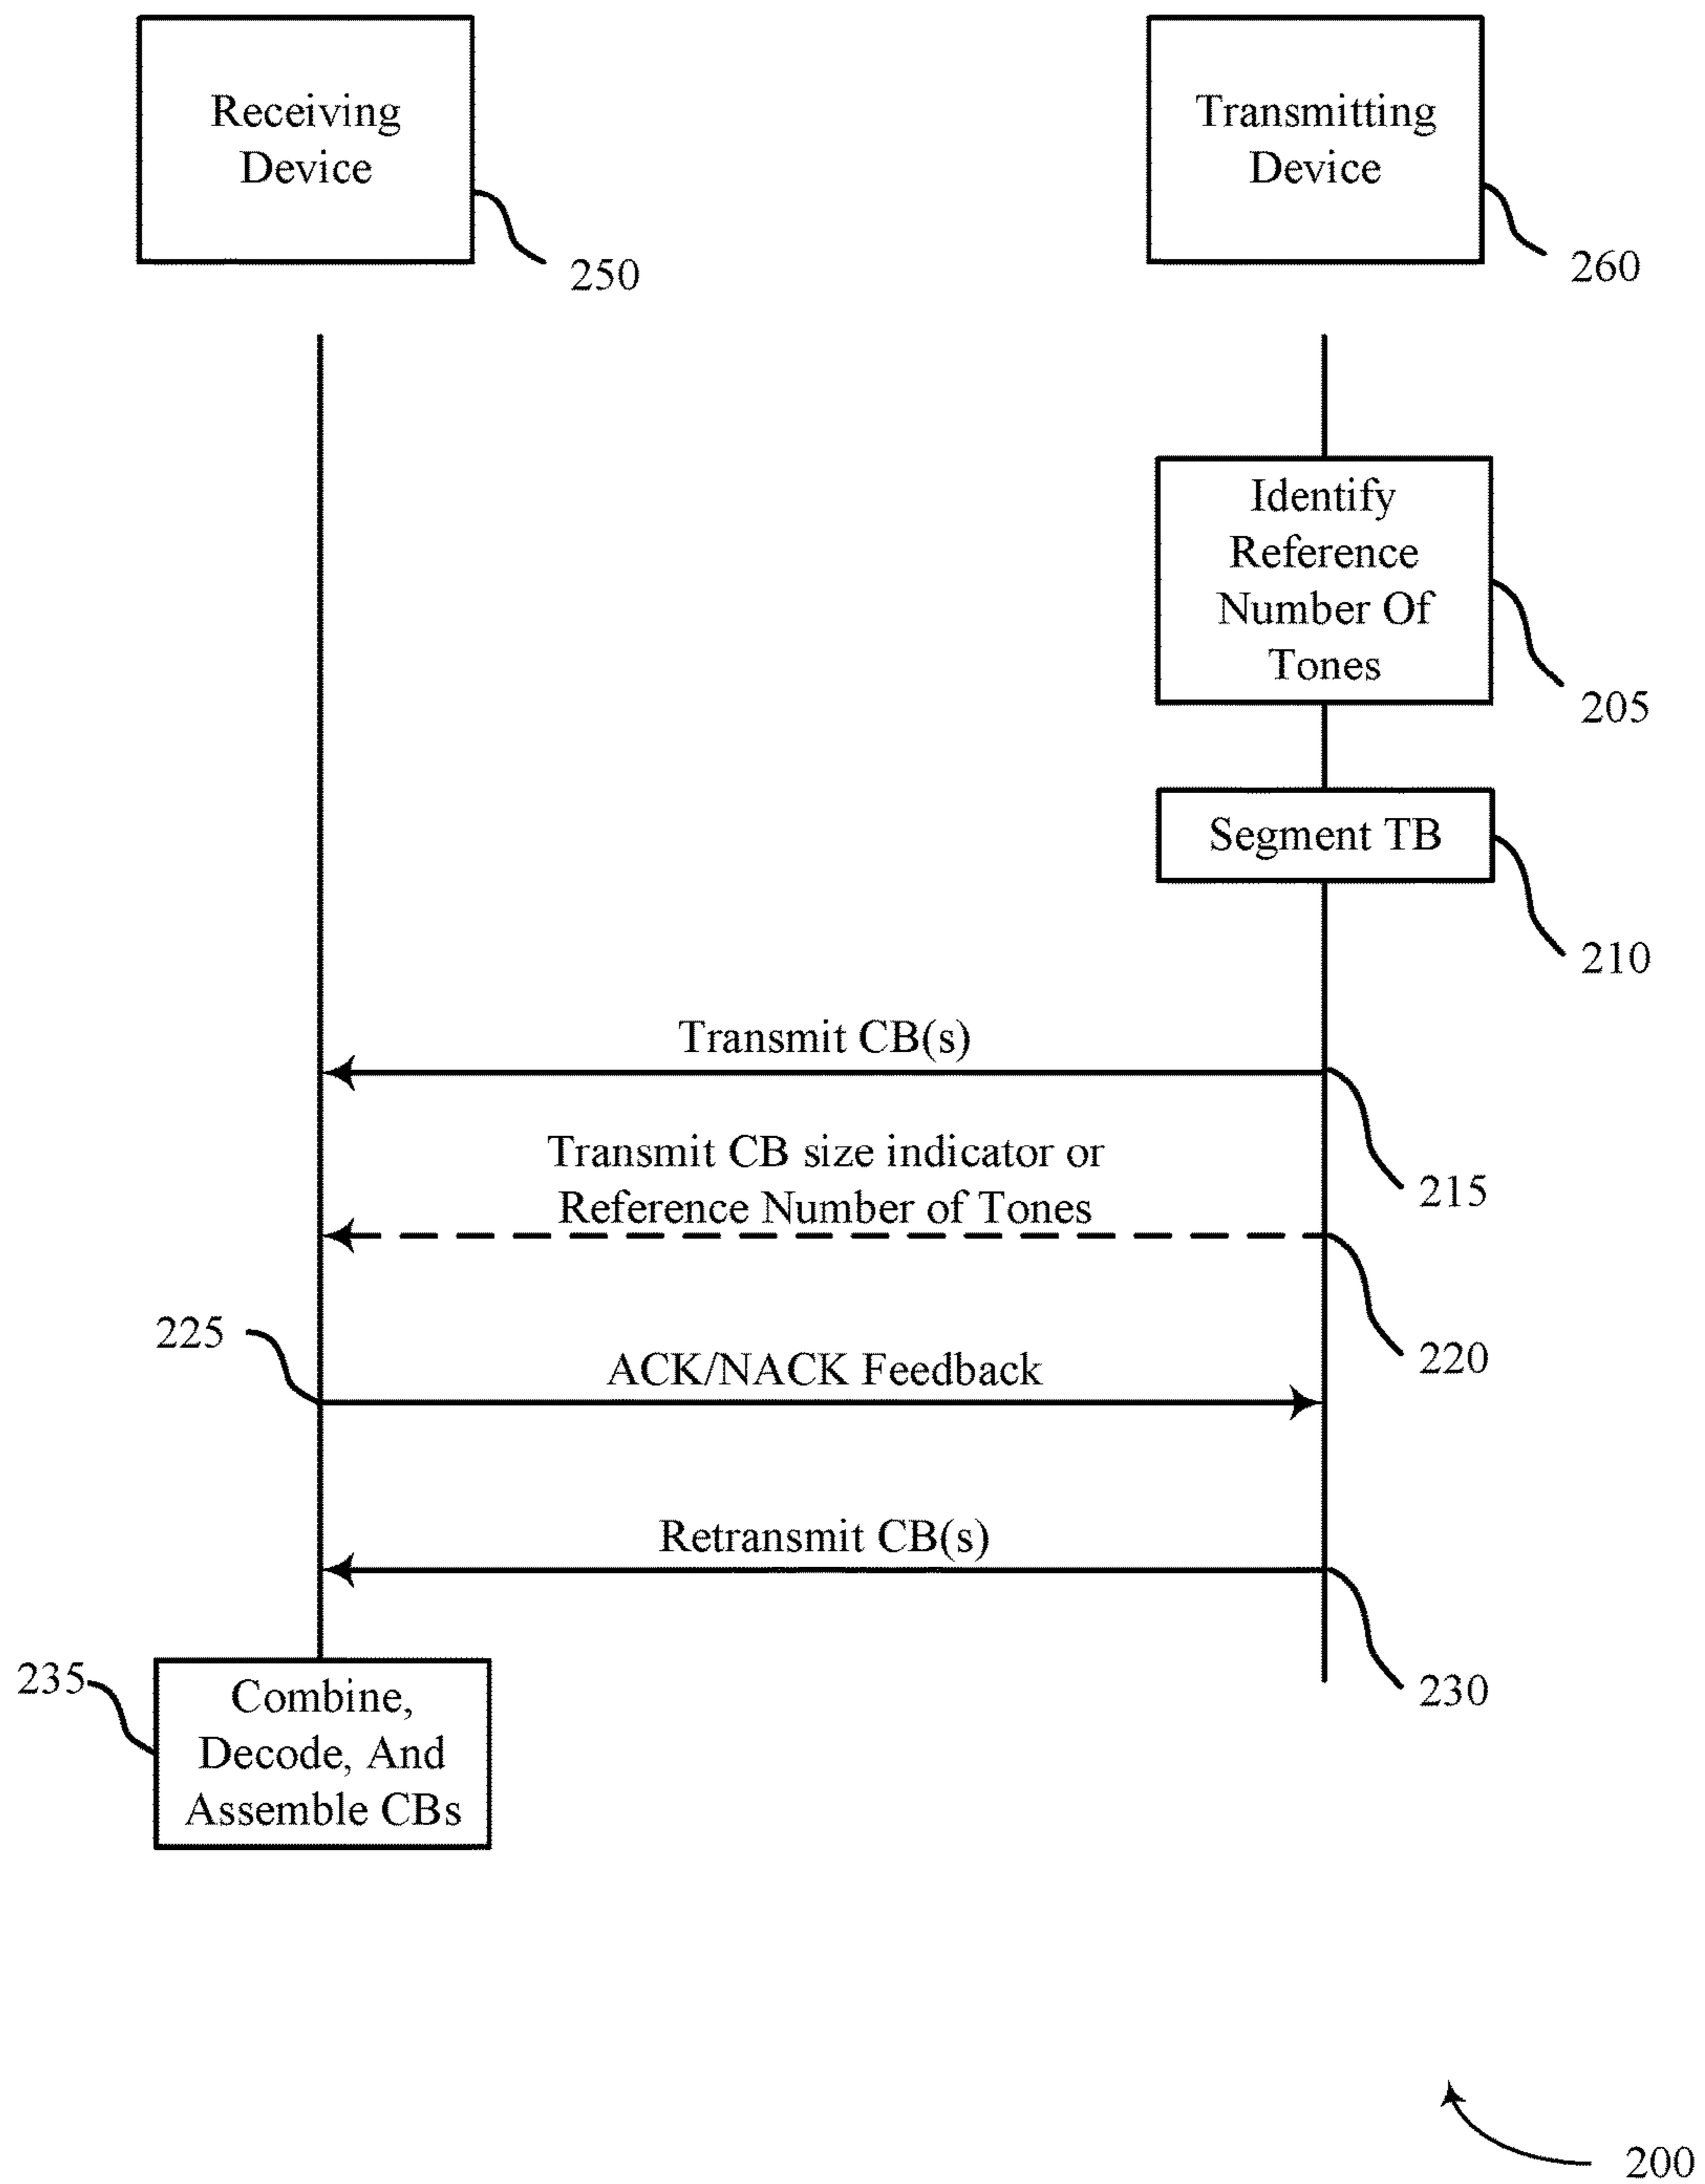 Receiving
Device
250
Transmitting
Device
260
Identify
Reference
Number Of
Tones
205
Segment TB
210
Transmit CB(s)
215
Transmit CB size indicator or
Reference Number of Tones
220
225
ACK/NACK Feedback
Retransmit CB(s)
230
235
Combine,
Decode, And
Assemble CBs
200